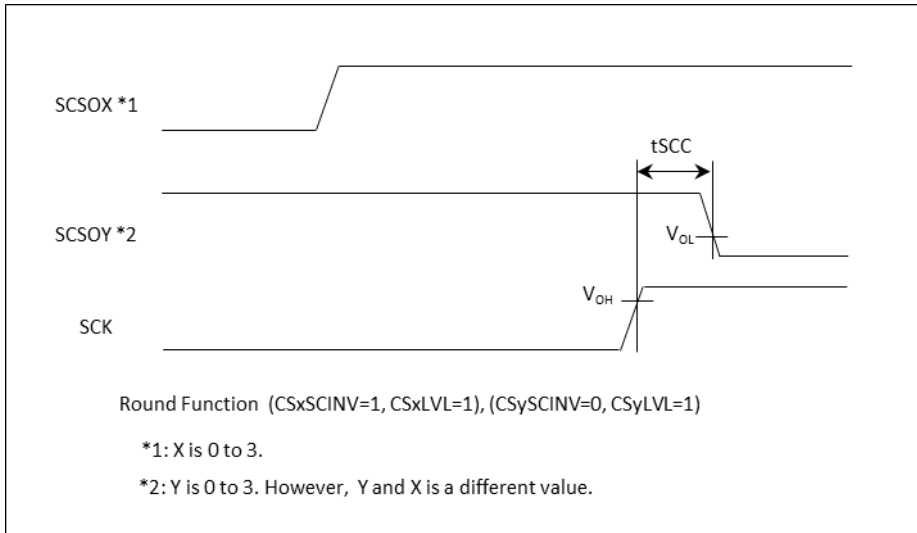 SCSOX *1
tSCC
SCSOY *2
VOL
VOH
SCK
Round Function (CSxSCINV=1, CSxLVL=1), (CSySCINV=0, CSyLVL=1)
*1: X is 0 to 3.
*2: Y is 0 to 3. However, Y and X is a different value.